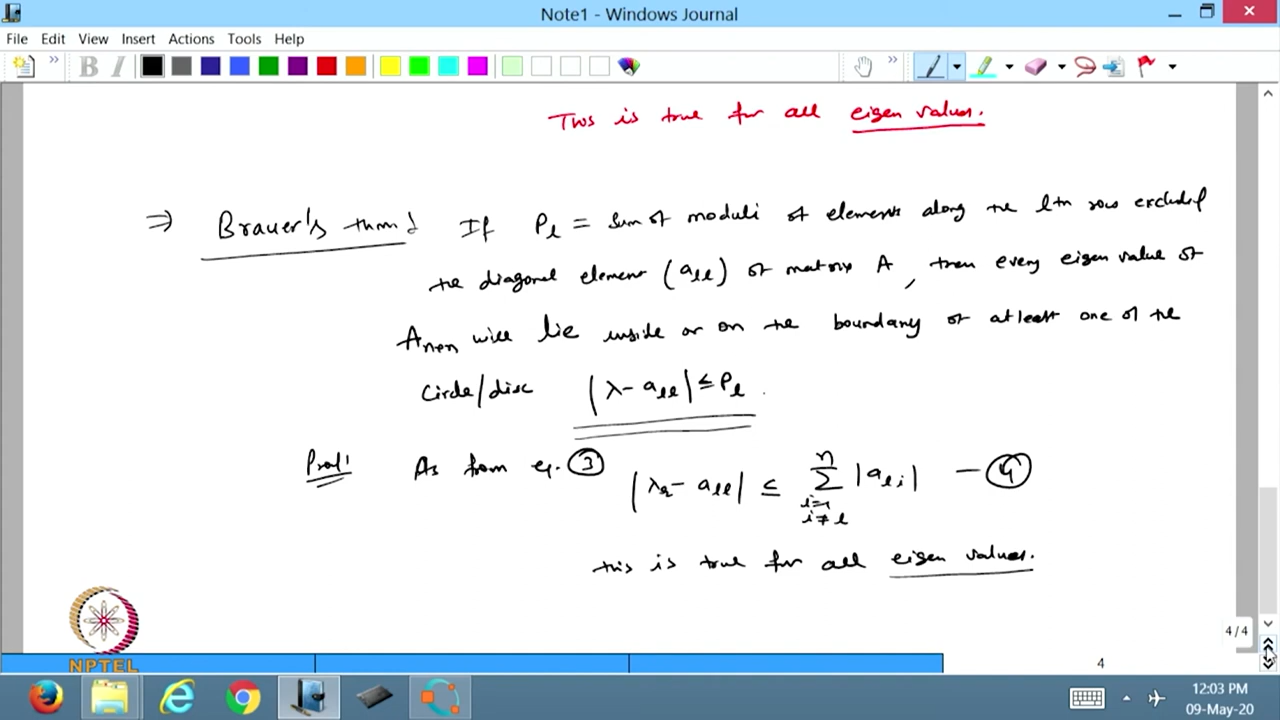 Note1 - Windows Journal
File Edit View Insert Actions Tools Help
This is true for all eigen values.
⇒ Brauer's thm: If Pₗ = sum of moduli of elements along the lth row excluded
the diagonal element (aₗₗ) of matrix A, then every eigen value of
Aₙₓₙ will lie inside or on the boundary of atleast one of the
Circle/disc |λ - aₗₗ| ≤ Pₗ.
Proof: As from eq. ③ |λᵣ - aₗₗ| ≤ ∑ⁿ_{i=1, i≠l} |aₗᵢ| — ④
this is true for all eigen values.
4 / 4
NPTEL
4
12:03 PM
09-May-20